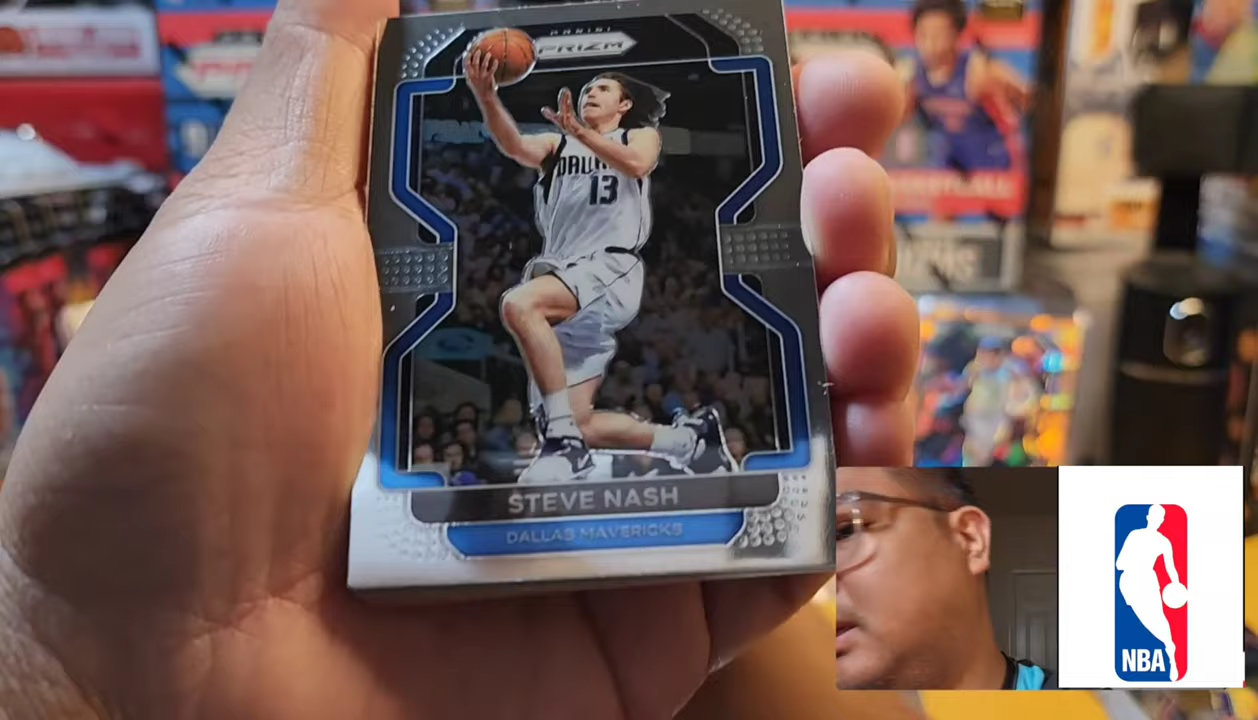 PANINI
PRIZM
DALLAS
13
STEVE NASH
DALLAS MAVERICKS
NBA